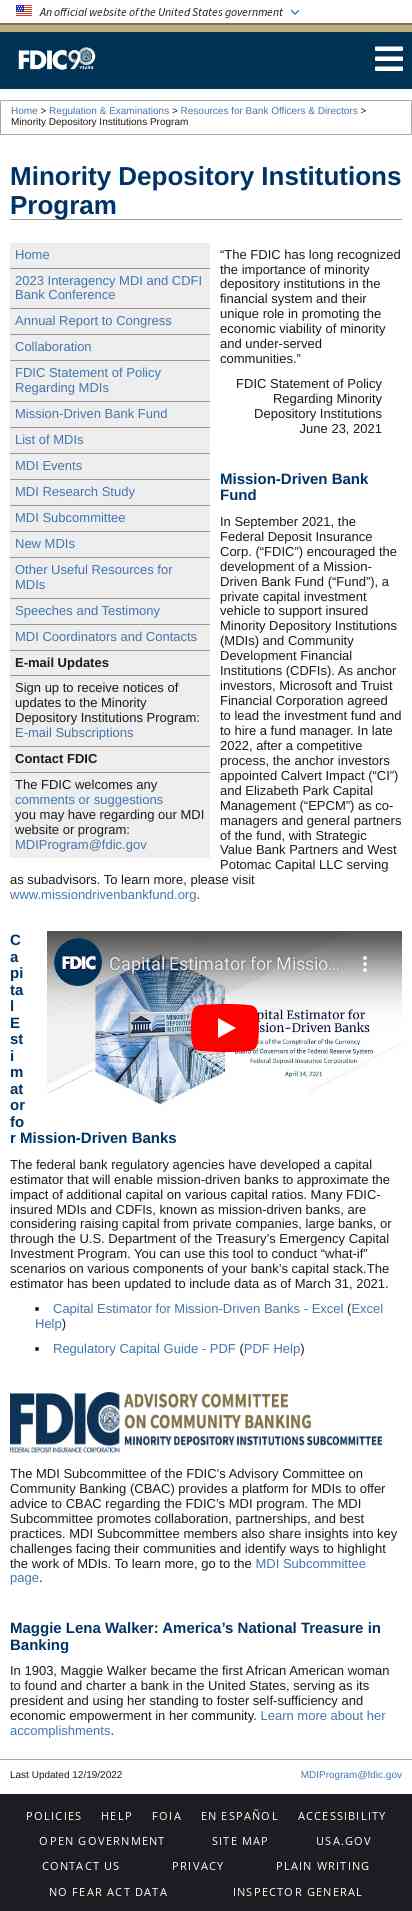 An official website of the United States government
FDIC 90
Home > Regulation & Examinations > Resources for Bank Officers & Directors >
Minority Depository Institutions Program
Minority Depository Institutions
Program
Home
2023 Interagency MDI and CDFI
Bank Conference
Annual Report to Congress
Collaboration
FDIC Statement of Policy
Regarding MDIs
Mission-Driven Bank Fund
List of MDIs
MDI Events
MDI Research Study
MDI Subcommittee
New MDIs
Other Useful Resources for
MDIs
Speeches and Testimony
MDI Coordinators and Contacts
E-mail Updates
Sign up to receive notices of
updates to the Minority
Depository Institutions Program:
E-mail Subscriptions
Contact FDIC
The FDIC welcomes any
comments or suggestions
you may have regarding our MDI
website or program:
MDIProgram@fdic.gov
“The FDIC has long recognized
the importance of minority
depository institutions in the
financial system and their
unique role in promoting the
economic viability of minority
and under-served
communities.”
FDIC Statement of Policy
Regarding Minority
Depository Institutions
June 23, 2021
Mission-Driven Bank
Fund
In September 2021, the
Federal Deposit Insurance
Corp. (“FDIC”) encouraged the
development of a Mission-
Driven Bank Fund (“Fund”), a
private capital investment
vehicle to support insured
Minority Depository Institutions
(MDIs) and Community
Development Financial
Institutions (CDFIs). As anchor
investors, Microsoft and Truist
Financial Corporation agreed
to lead the investment fund and
to hire a fund manager. In late
2022, after a competitive
process, the anchor investors
appointed Calvert Impact (“CI”)
and Elizabeth Park Capital
Management (“EPCM”) as co-
managers and general partners
of the fund, with Strategic
Value Bank Partners and West
Potomac Capital LLC serving
as subadvisors. To learn more, please visit
www.missiondrivenbankfund.org.
C
a
pi
ta
l
E
st
i
m
at
or
fo
r Mission-Driven Banks
FDIC
Capital Estimator for Missio...
MINORITY DEPOSITORY INSTITUTIONS
apital Estimator for
ssion-Driven Banks
of the Comptroller of the Currency
of Governors of the Federal Reserve System
Federal Deposit Insurance Corporation
April 14, 2021
The federal bank regulatory agencies have developed a capital
estimator that will enable mission-driven banks to approximate the
impact of additional capital on various capital ratios. Many FDIC-
insured MDIs and CDFIs, known as mission-driven banks, are
considering raising capital from private companies, large banks, or
through the U.S. Department of the Treasury’s Emergency Capital
Investment Program. You can use this tool to conduct “what-if”
scenarios on various components of your bank’s capital stack.The
estimator has been updated to include data as of March 31, 2021.
▪ Capital Estimator for Mission-Driven Banks - Excel (Excel
Help)
▪ Regulatory Capital Guide - PDF (PDF Help)
FDIC
FEDERAL DEPOSIT INSURANCE CORPORATION
ADVISORY COMMITTEE
ON COMMUNITY BANKING
MINORITY DEPOSITORY INSTITUTIONS SUBCOMMITTEE
The MDI Subcommittee of the FDIC’s Advisory Committee on
Community Banking (CBAC) provides a platform for MDIs to offer
advice to CBAC regarding the FDIC’s MDI program. The MDI
Subcommittee promotes collaboration, partnerships, and best
practices. MDI Subcommittee members also share insights into key
challenges facing their communities and identify ways to highlight
the work of MDIs. To learn more, go to the MDI Subcommittee
page.
Maggie Lena Walker: America’s National Treasure in
Banking
In 1903, Maggie Walker became the first African American woman
to found and charter a bank in the United States, serving as its
president and using her standing to foster self-sufficiency and
economic empowerment in her community. Learn more about her
accomplishments.
Last Updated 12/19/2022 MDIProgram@fdic.gov
POLICIES HELP FOIA EN ESPAÑOL ACCESSIBILITY
OPEN GOVERNMENT SITE MAP USA.GOV
CONTACT US PRIVACY PLAIN WRITING
NO FEAR ACT DATA INSPECTOR GENERAL